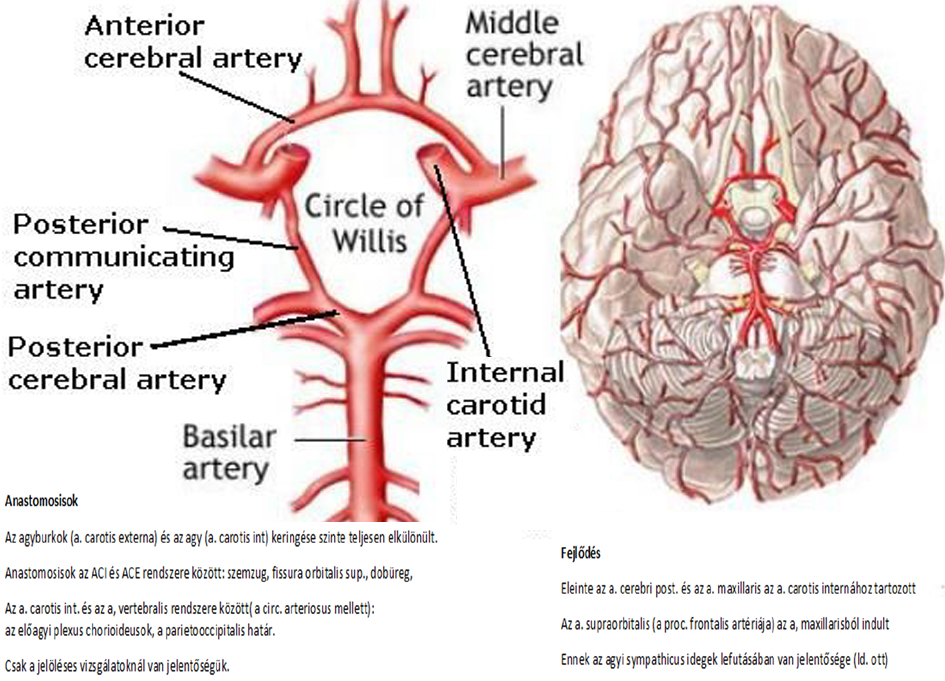 Anterior
cerebral artery
Middle
cerebral
artery
Circle of
Willis
Posterior
communicating
artery
Posterior
cerebral artery
Internal
carotid
artery
Basilar
artery
Anastomosisok
Az agyburkok (a. carotis externa) és az agy (a. carotis int) keringése szinte teljesen elkülönült.
Anastomosisok az ACI és ACE rendszere között: szemzug, fissura orbitalis sup., dobüreg,
Az a. carotis int. és az a, vertebralis rendszere között( a circ. arteriosus mellett):
az előagyi plexus chorioideusok, a parietooccipitalis határ.
Csak a jelöléses vizsgálatoknál van jelentőségük.
Fejlődés
Eleinte az a. cerebri post. és az a. maxillaris az a. carotis internához tartozott
Az a. supraorbitalis (a proc. frontalis artériája) az a, maxillarisból indult
Ennek az agyi sympathicus idegek lefutásában van jelentősége (ld. ott)